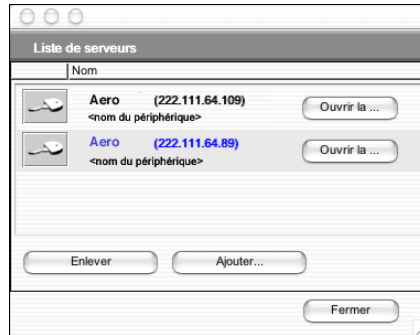 Liste de serveurs
Nom
Aero (222.111.64.109)
<nom du périphérique>
Ouvrir la ...
Aero (222.111.64.89)
<nom du périphérique>
Ouvrir la ...
Enlever Ajouter...
Fermer